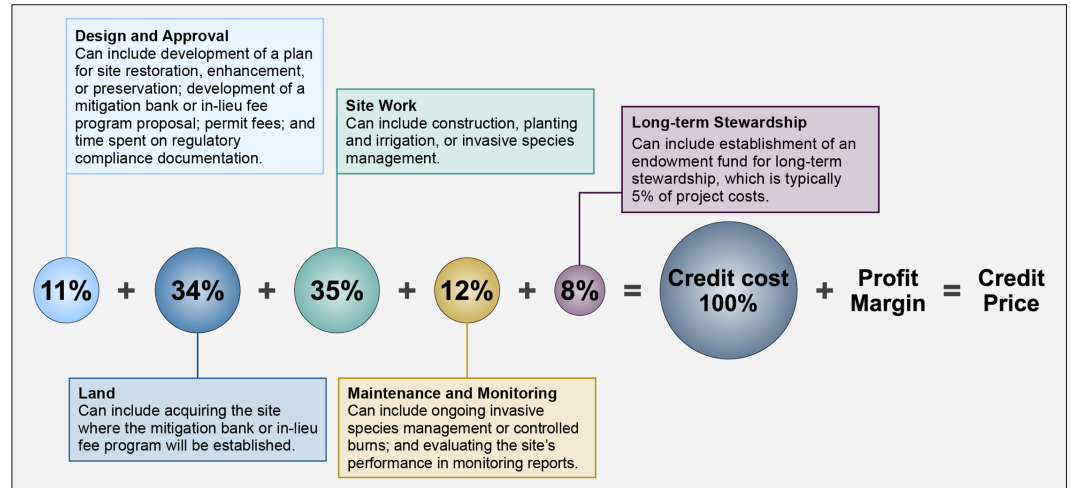 Design and Approval
Can include development of a plan
for site restoration, enhancement,
or preservation; development of a
mitigation bank or in-lieu fee
program proposal; permit fees; and
time spent on regulatory
compliance documentation.
Site Work
Can include construction, planting
and irrigation, or invasive species
management.
Long-term Stewardship
Can include establishment of an
endowment fund for long-term
stewardship, which is typically
5% of project costs.
11% + 34% + 35% + 12% + 8% = Credit cost 100% + Profit Margin = Credit Price
Land
Can include acquiring the site
where the mitigation bank or in-lieu
fee program will be established.
Maintenance and Monitoring
Can include ongoing invasive
species management or controlled
burns; and evaluating the site's
performance in monitoring reports.